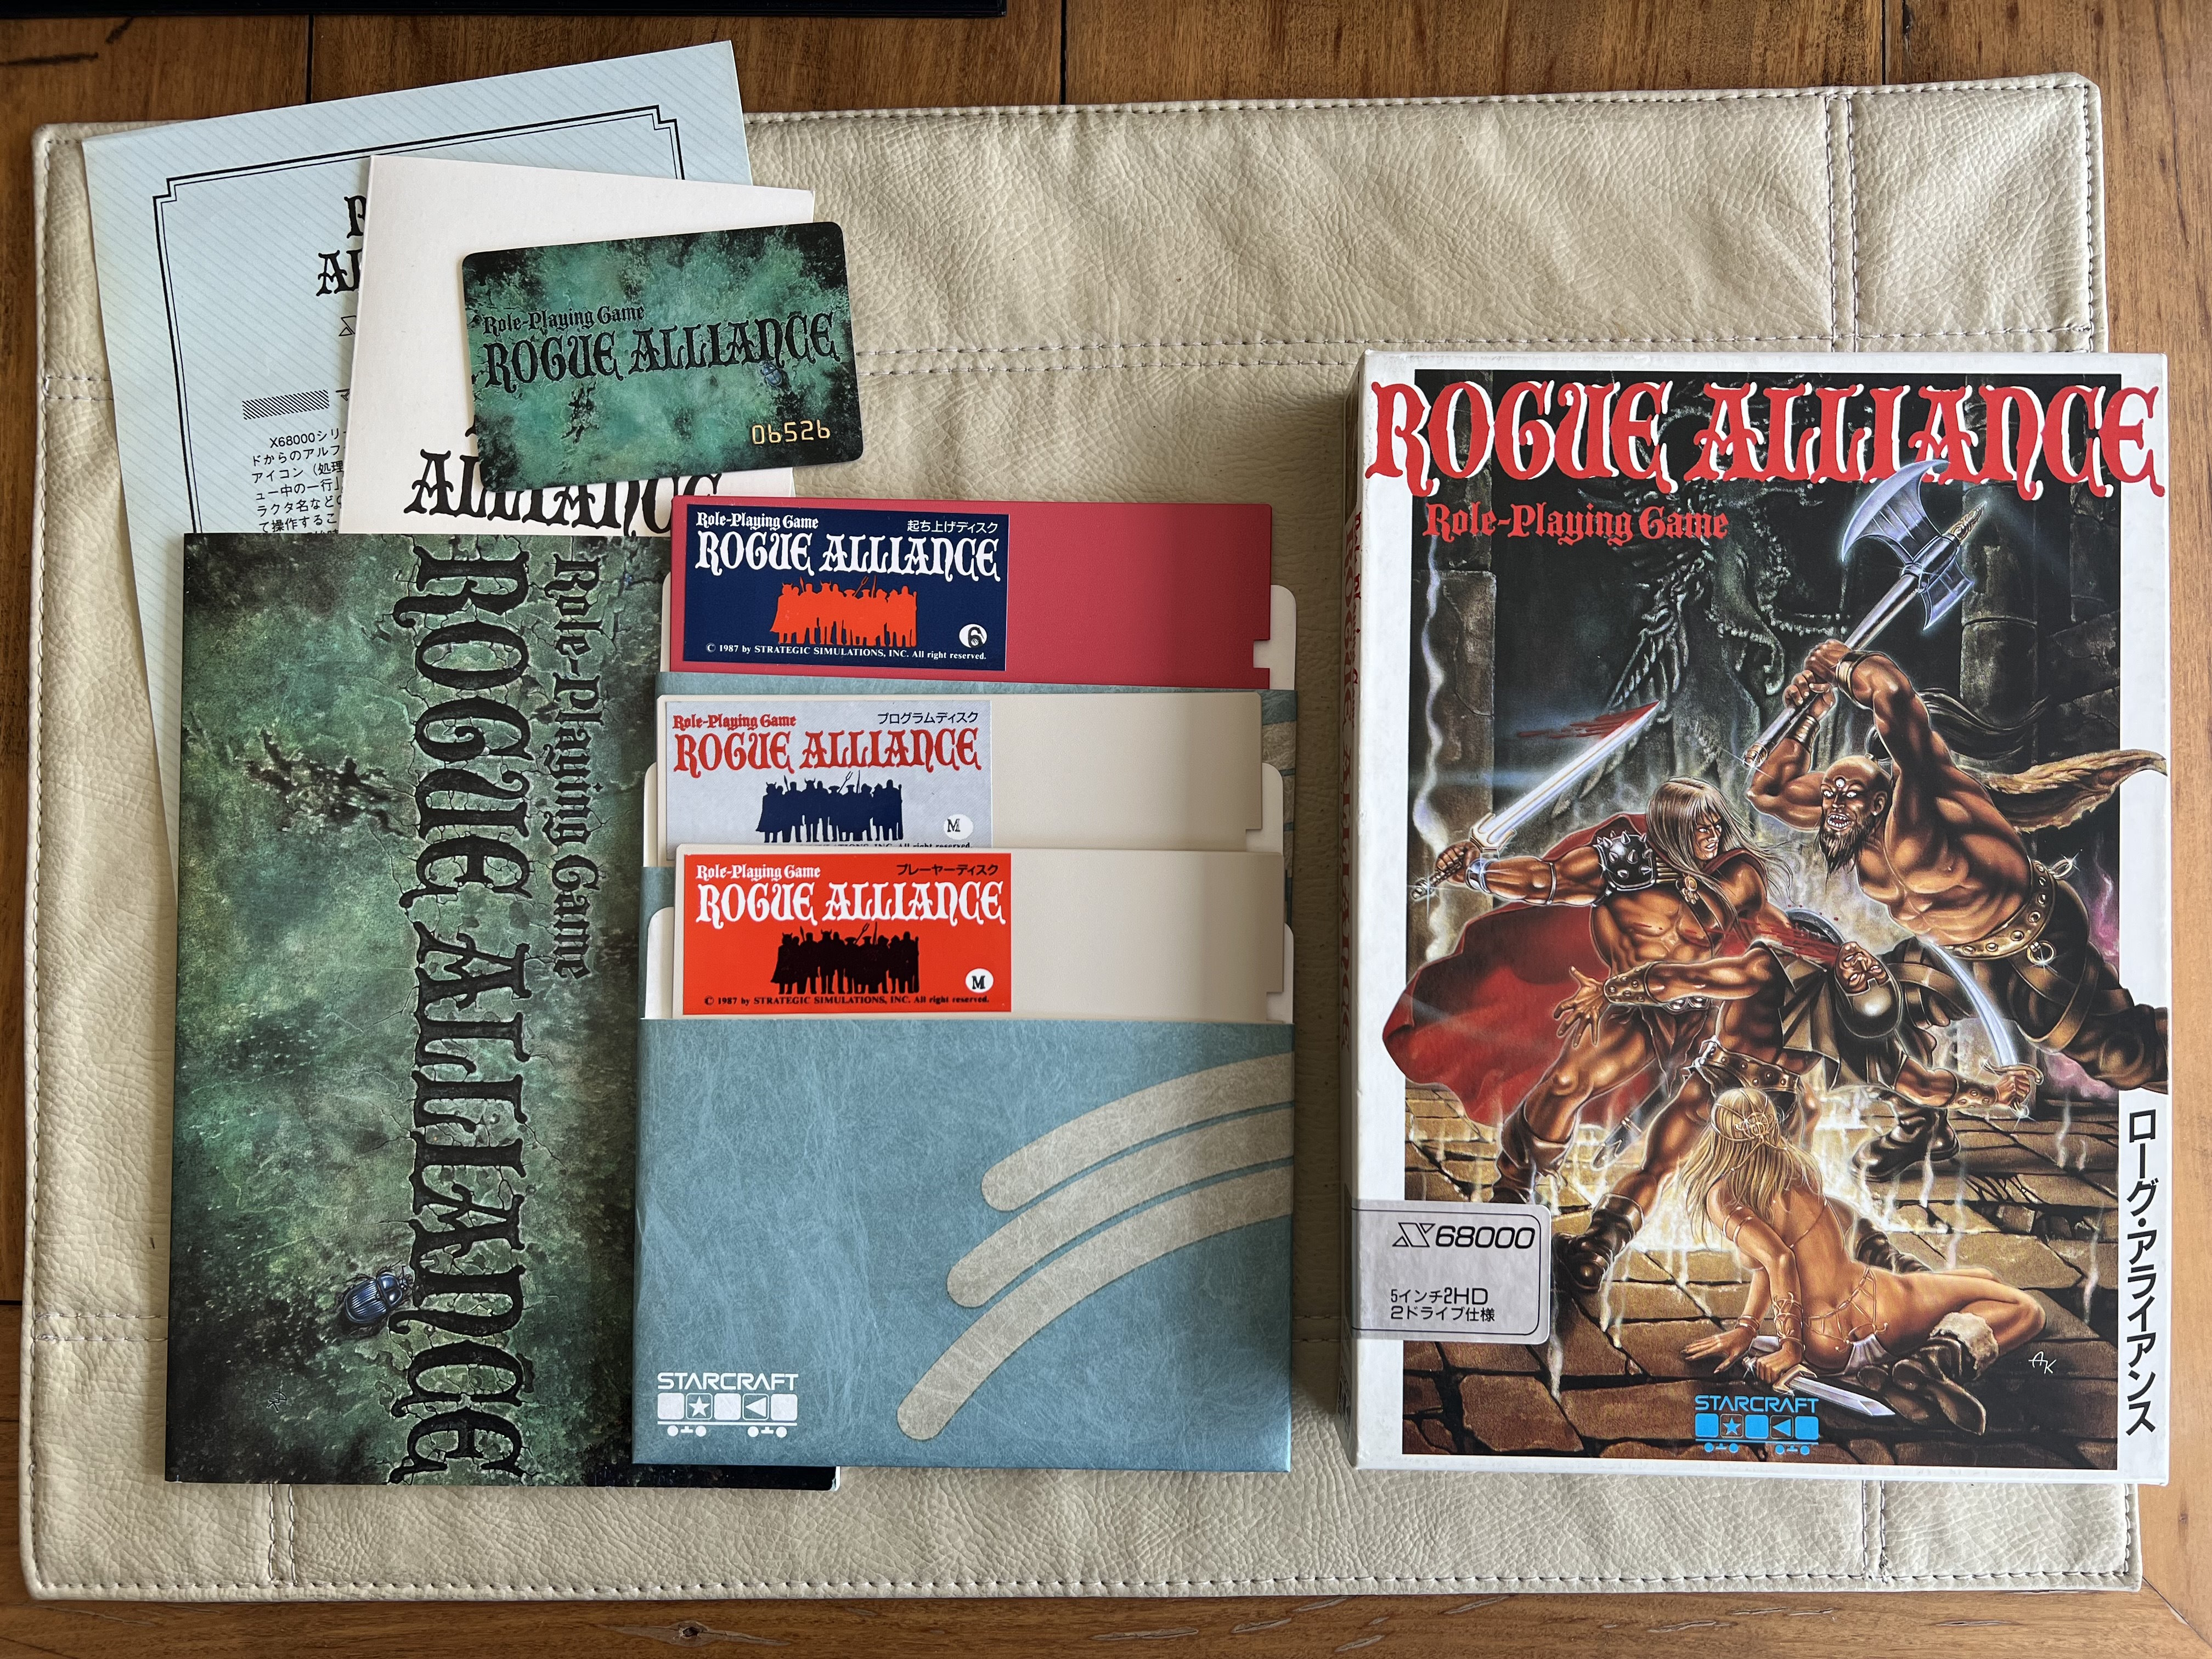 X68000シリ
ドからのアルフ
アイコン（処理
ュー中の一行」
ラクタ名などの
て操作するこ
ALLIANCE
Role-Playing Game
ROGUE ALLIANCE
06526
Role-Playing Game
ROGUE ALLIANCE
Role-Playing Game
起ち上げディスク
ROGUE ALLIANCE
6
© 1987 by STRATEGIC SIMULATIONS, INC. All right reserved.
Role-Playing Game
プログラムディスク
ROGUE ALLIANCE
M
Role-Playing Game
プレーヤーディスク
ROGUE ALLIANCE
M
© 1987 by STRATEGIC SIMULATIONS, INC. All right reserved.
STARCRAFT
ROGUE ALLIANCE
Role-Playing Game
X68000
5インチ2HD
2ドライブ仕様
ローグ・アライアンス
AK
STARCRAFT